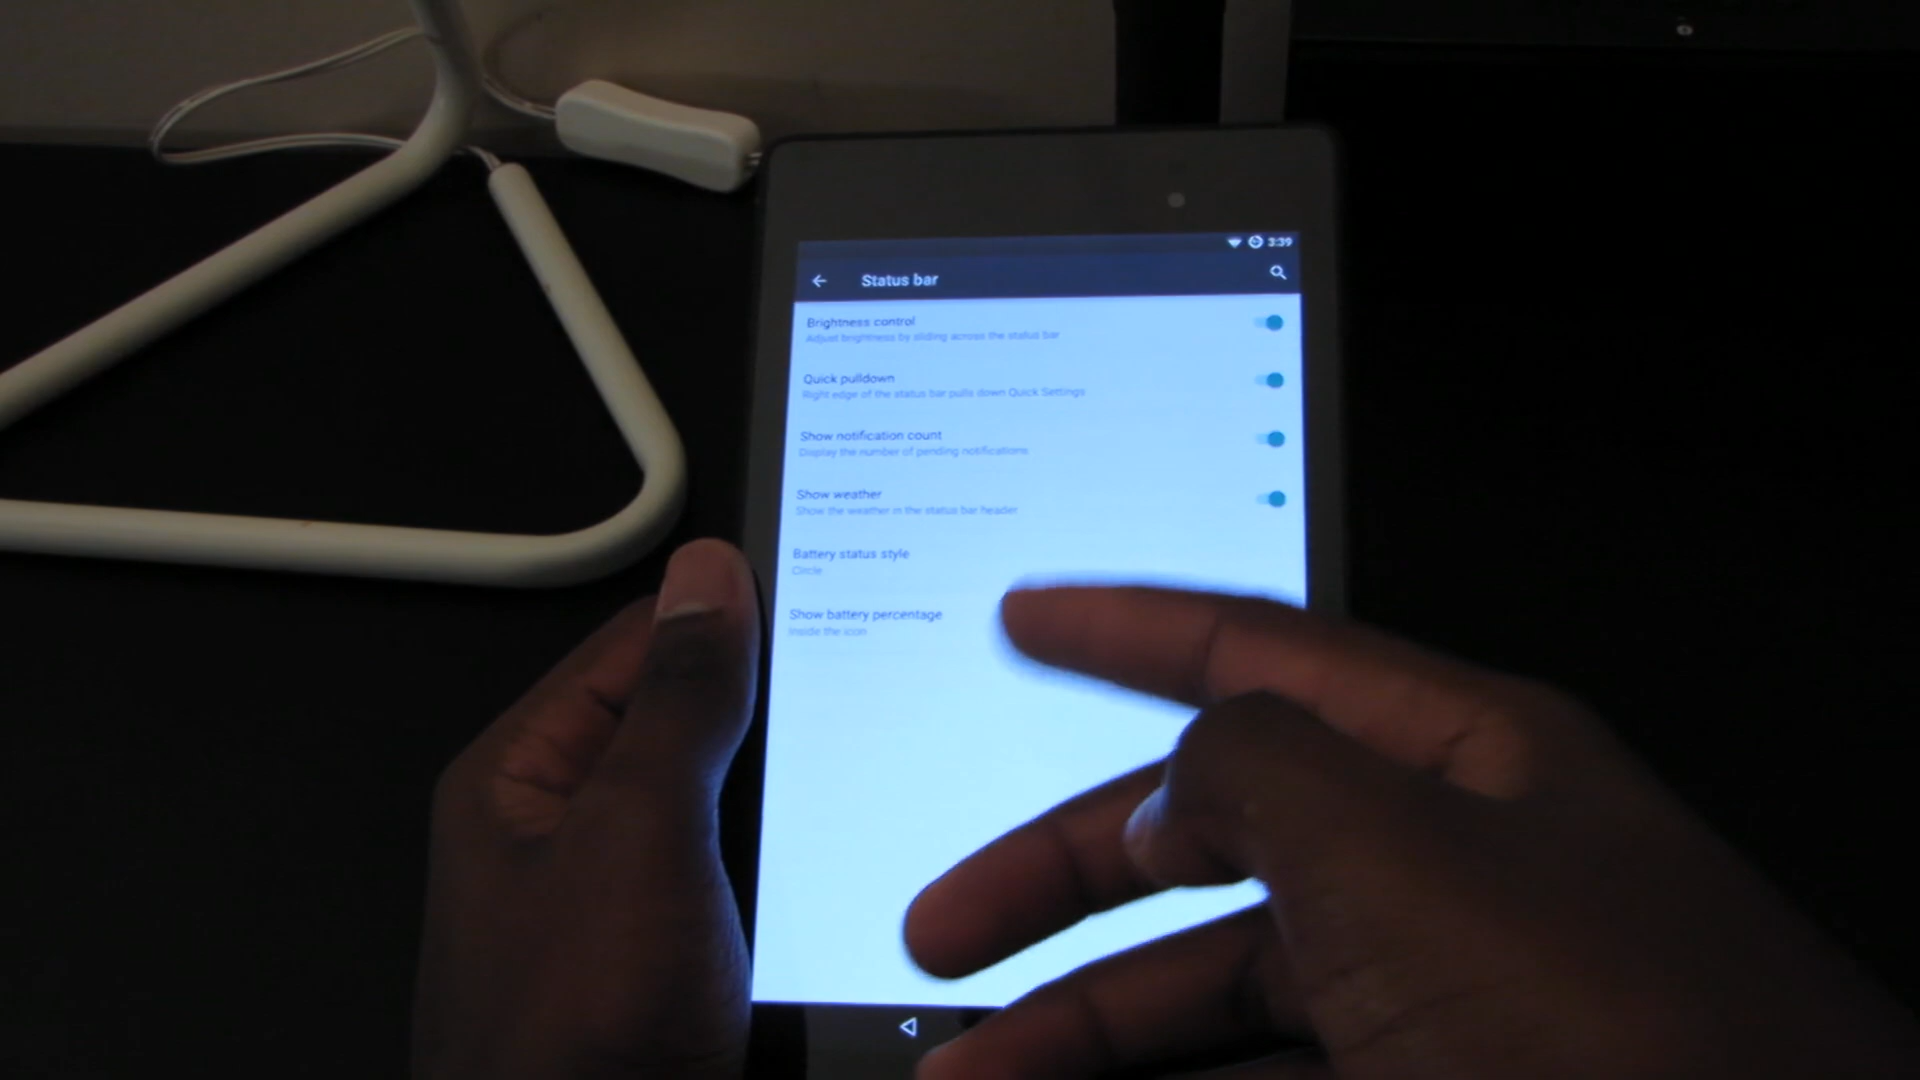 3:39
Status bar
Brightness control
Adjust brightness by sliding across the status bar
Quick pulldown
Right edge of the status bar pulls down Quick Settings
Show notification count
Display the number of pending notifications
Show weather
Show the weather in the status bar header
Battery status style
Circle
Show battery percentage
Inside the icon